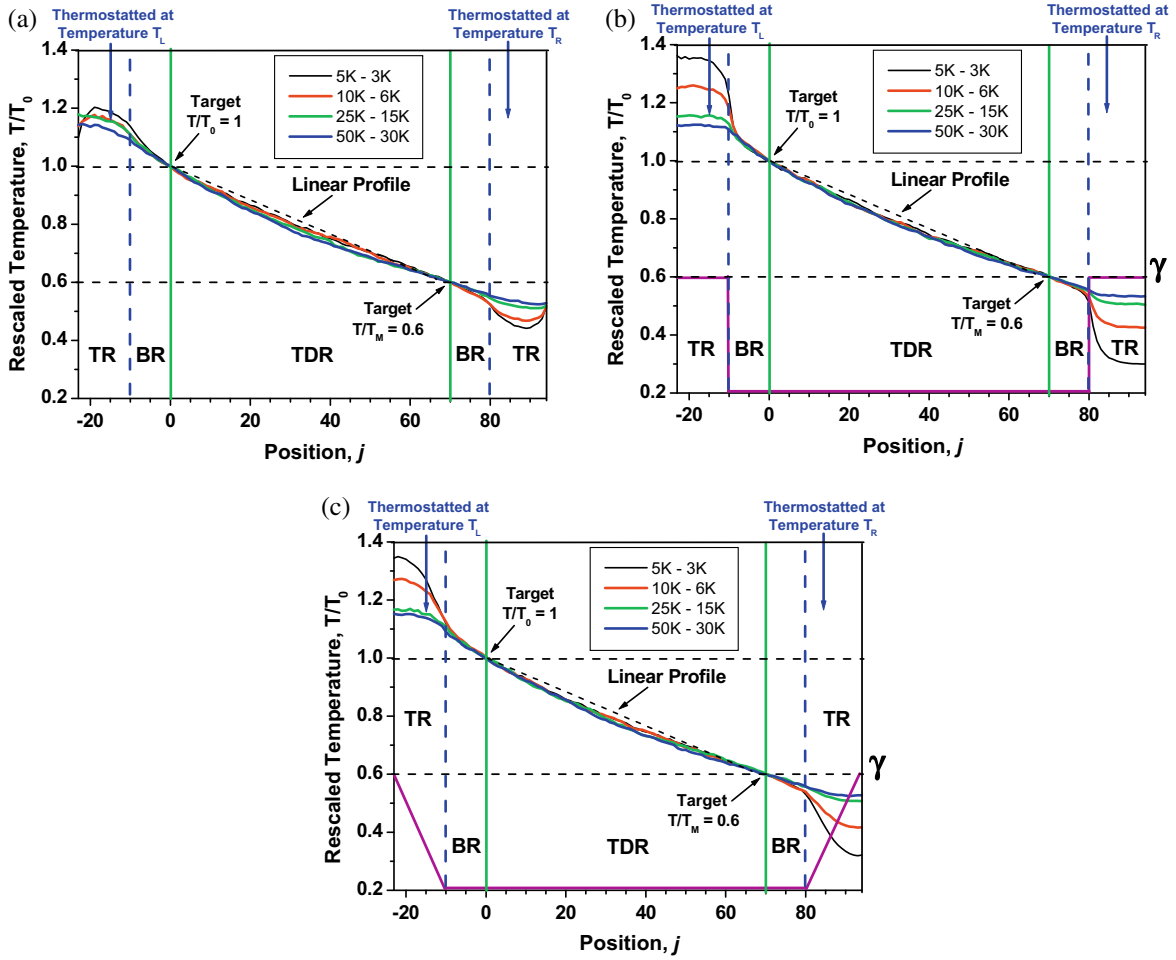 (a)
Thermostatted at
Temperature T_L
Thermostatted at
Temperature T_R
1.4
1.2
1.0
0.8
0.6
0.4
0.2
Rescaled Temperature, T/T_0
5K - 3K
10K - 6K
25K - 15K
50K - 30K
Target
T/T_0 = 1
Linear Profile
Target
T/T_M = 0.6
TR
BR
TDR
BR
TR
-20
0
20
40
60
80
Position, j
(b)
Thermostatted at
Temperature T_L
Thermostatted at
Temperature T_R
1.4
1.2
1.0
0.8
0.6
0.4
0.2
Rescaled Temperature, T/T_0
5K - 3K
10K - 6K
25K - 15K
50K - 30K
Target
T/T_0 = 1
Linear Profile
γ
Target
T/T_M = 0.6
TR
BR
TDR
BR
TR
-20
0
20
40
60
80
Position, j
(c)
Thermostatted at
Temperature T_L
Thermostatted at
Temperature T_R
1.4
1.2
1.0
0.8
0.6
0.4
0.2
Rescaled Temperature, T/T_0
5K - 3K
10K - 6K
25K - 15K
50K - 30K
Target
T/T_0 = 1
Linear Profile
TR
TR
γ
Target
T/T_M = 0.6
BR
TDR
BR
-20
0
20
40
60
80
Position, j